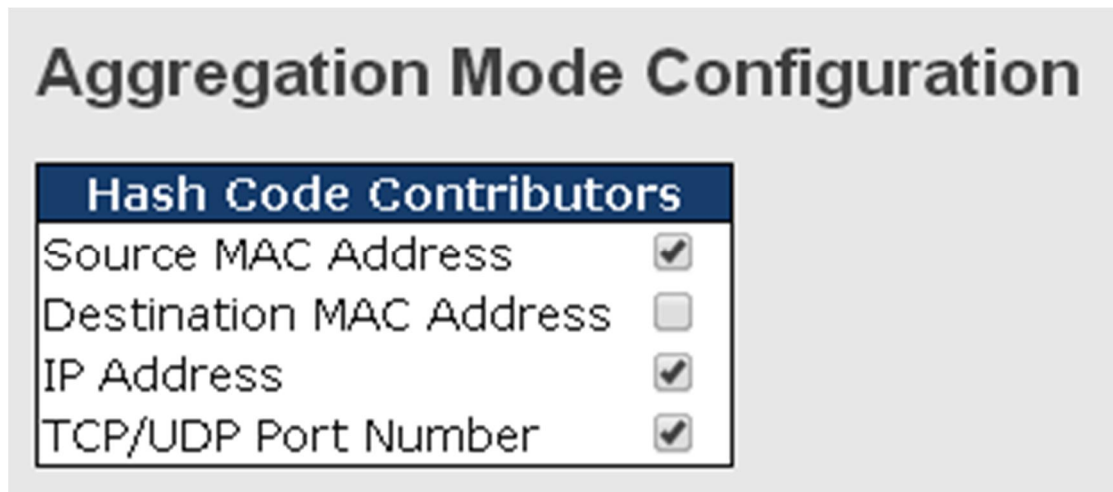 Aggregation Mode Configuration
Hash Code Contributors
Source MAC Address
Destination MAC Address
IP Address
TCP/UDP Port Number